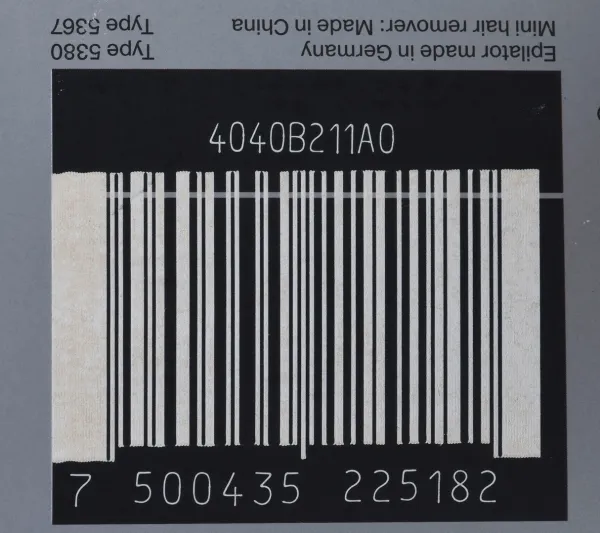 Epilator made in Germany Type 5380
Mini hair remover: Made in China Type 5367
4040B211A0
7 500435 225182